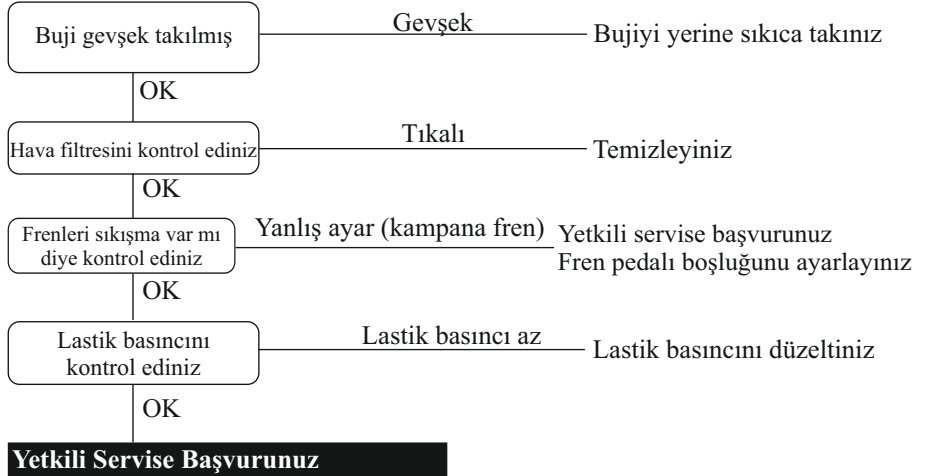 Buji gevşek takılmış
Gevşek
Bujiyi yerine sıkıca takınız
OK
Hava filtresini kontrol ediniz
Tıkalı
Temizleyiniz
OK
Frenleri sıkışma var mı
diye kontrol ediniz
Yanlış ayar (kampana fren)
Yetkili servise başvurunuz
Fren pedalı boşluğunu ayarlayınız
OK
Lastik basıncını
kontrol ediniz
Lastik basıncı az
Lastik basıncını düzeltiniz
OK
Yetkili Servise Başvurunuz